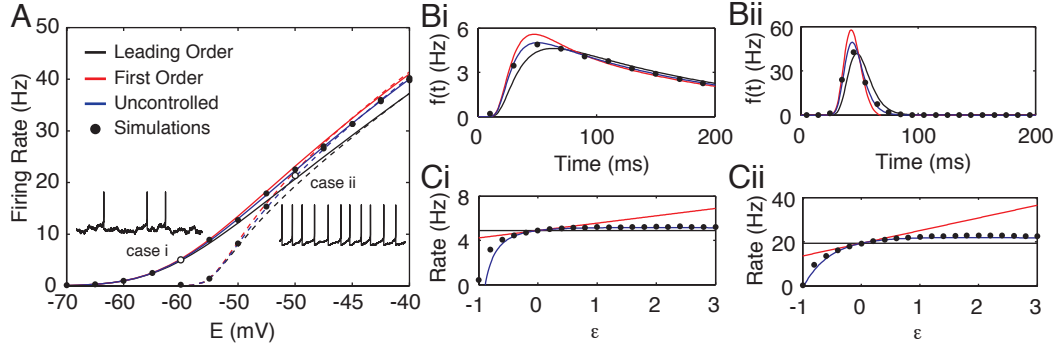 A
Firing Rate (Hz)
50
40
30
20
10
0
-70
-65
-60
-55
-50
-45
-40
E (mV)
Leading Order
First Order
Uncontrolled
Simulations
case i
case ii
Bi
f(t) (Hz)
6
3
0
0
100
200
Time (ms)
Bii
f(t) (Hz)
60
30
0
0
100
200
Time (ms)
Ci
Rate (Hz)
8
4
0
-1
0
1
2
3
ε
Cii
Rate (Hz)
40
20
0
-1
0
1
2
3
ε